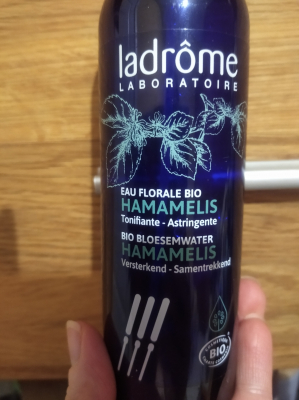 ladrôme
LABORATOIRE
EAU FLORALE BIO
HAMAMELIS
Tonifiante - Astringente
BIO BLOESEMWATER
HAMAMELIS
Versterkend - Samentrekkend
BIO